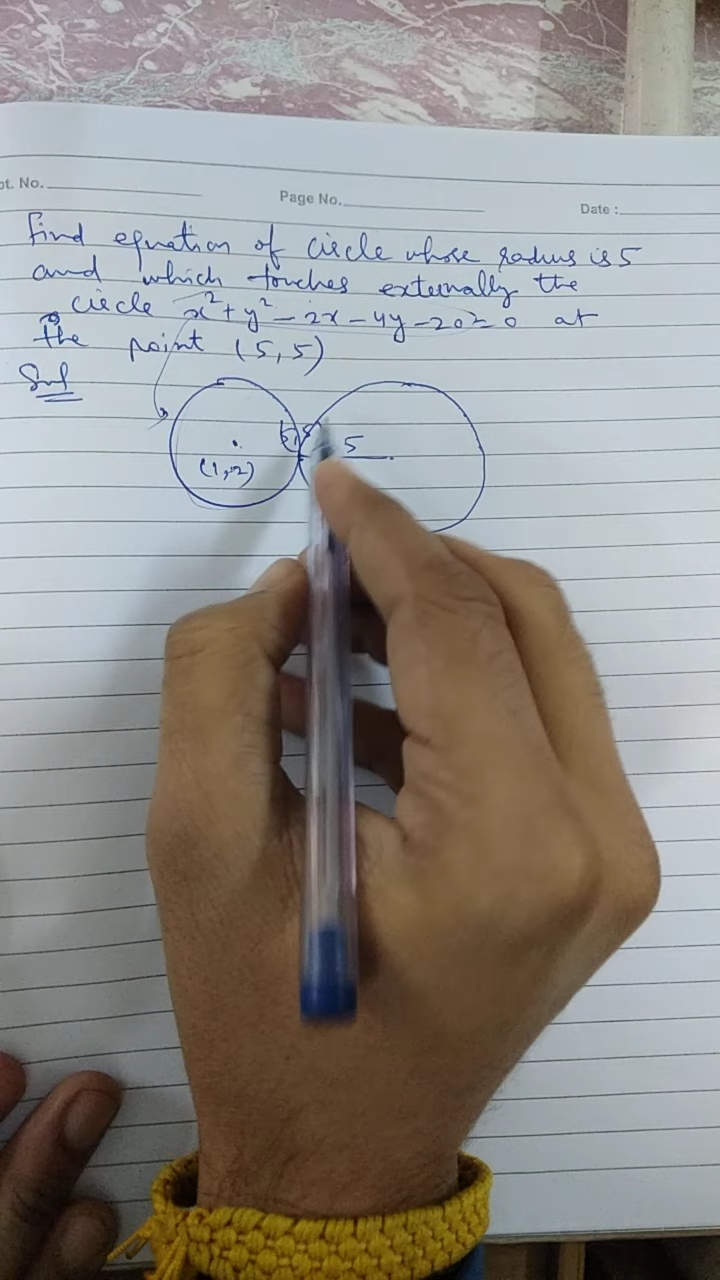 pt. No.
Page No.
Date :
Find equation of circle whose radius is 5
and which touches externally the
circle x² + y² - 2x - 4y - 20 = 0 at
the point (5, 5)
Sol
5
(1, 2)